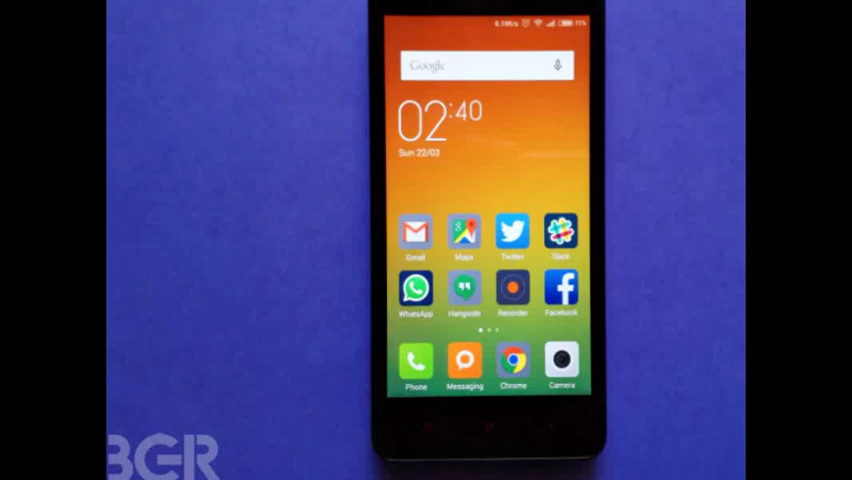 Google
02:40
Sun 22/03
Gmail Maps Twitter Slack
WhatsApp Hangouts Recorder Facebook
Phone Messaging Chrome Camera
BGR